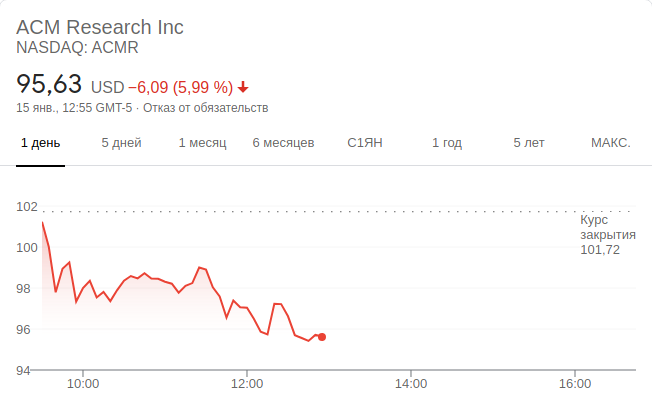 ACM Research Inc
NASDAQ: ACMR
95,63 USD −6,09 (5,99 %)
15 янв., 12:55 GMT-5 · Отказ от обязательств
1 день 5 дней 1 месяц 6 месяцев С1ЯН 1 год 5 лет МАКС.
102
Курс
закрытия
101,72
100
98
96
94
10:00 12:00 14:00 16:00